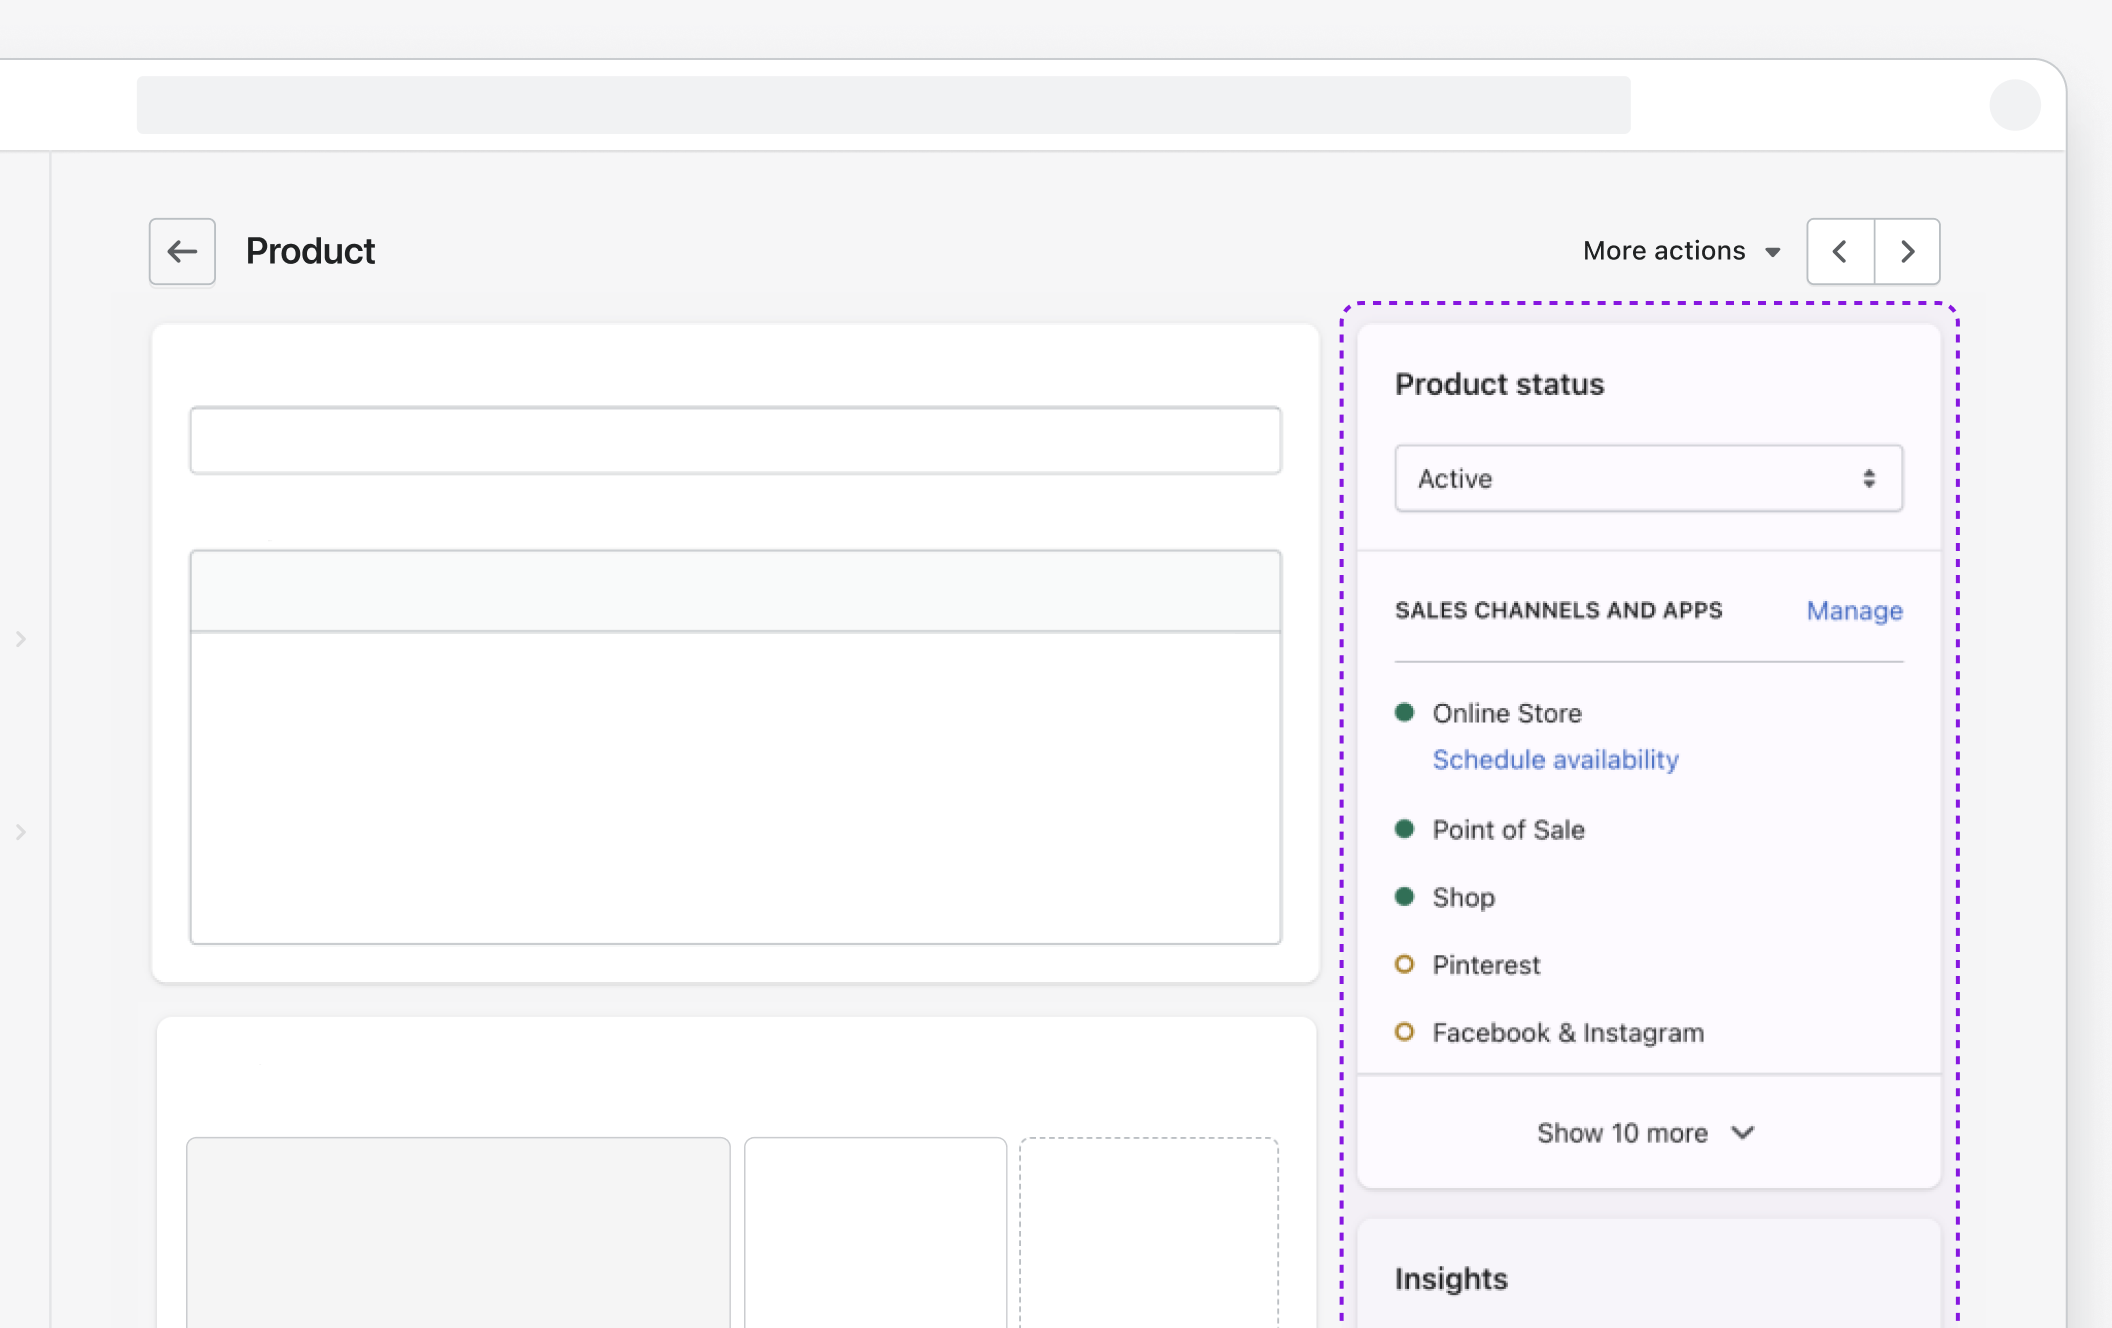 Product
More actions
Product status
Active
SALES CHANNELS AND APPS
Manage
Online Store
Schedule availability
Point of Sale
Shop
Pinterest
Facebook & Instagram
Show 10 more
Insights